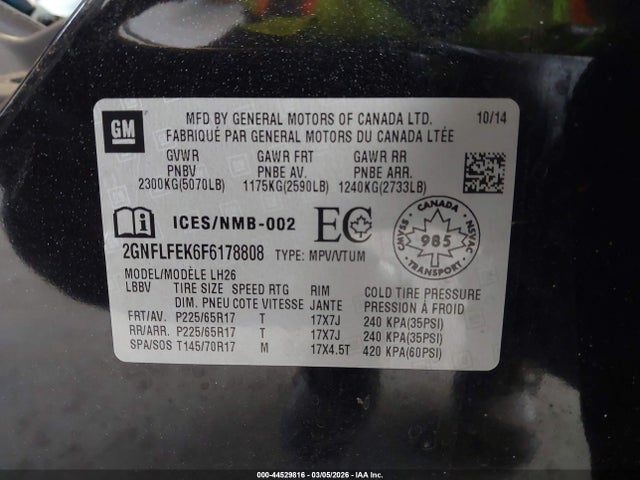 GM
MFD BY GENERAL MOTORS OF CANADA LTD. 10/14
FABRIQUÉ PAR GENERAL MOTORS DU CANADA LTÉE
GVWR GAWR FRT GAWR RR
PNBV PNBE AV. PNBE ARR.
2300KG(5070LB) 1175KG(2590LB) 1240KG(2733LB)
ICES/NMB-002 EC
CANADA
CMVSS NSVAC
985
TRANSPORT
2GNFLFEK6F6178808 TYPE: MPV/VTUM
MODEL/MODÈLE LH26
LBBV TIRE SIZE SPEED RTG RIM COLD TIRE PRESSURE
DIM. PNEU COTE VITESSE JANTE PRESSION À FROID
FRT/AV. P225/65R17 T 17X7J 240 KPA(35PSI)
RR/ARR. P225/65R17 T 17X7J 240 KPA(35PSI)
SPA/SOS T145/70R17 M 17X4.5T 420 KPA(60PSI)
000-44529816 - 03/05/2026 - IAA Inc.